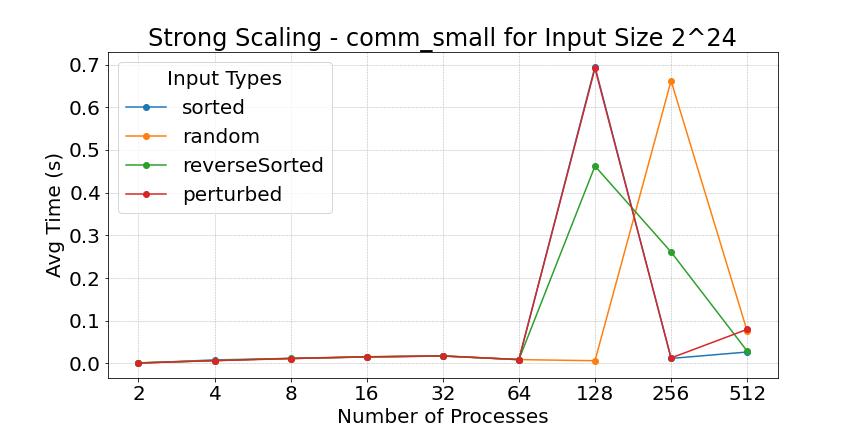 Strong Scaling - comm_small for Input Size 2^24
Input Types
sorted
random
reverseSorted
perturbed
Avg Time (s)
0.7
0.6
0.5
0.4
0.3
0.2
0.1
0.0
2 4 8 16 32 64 128 256 512
Number of Processes